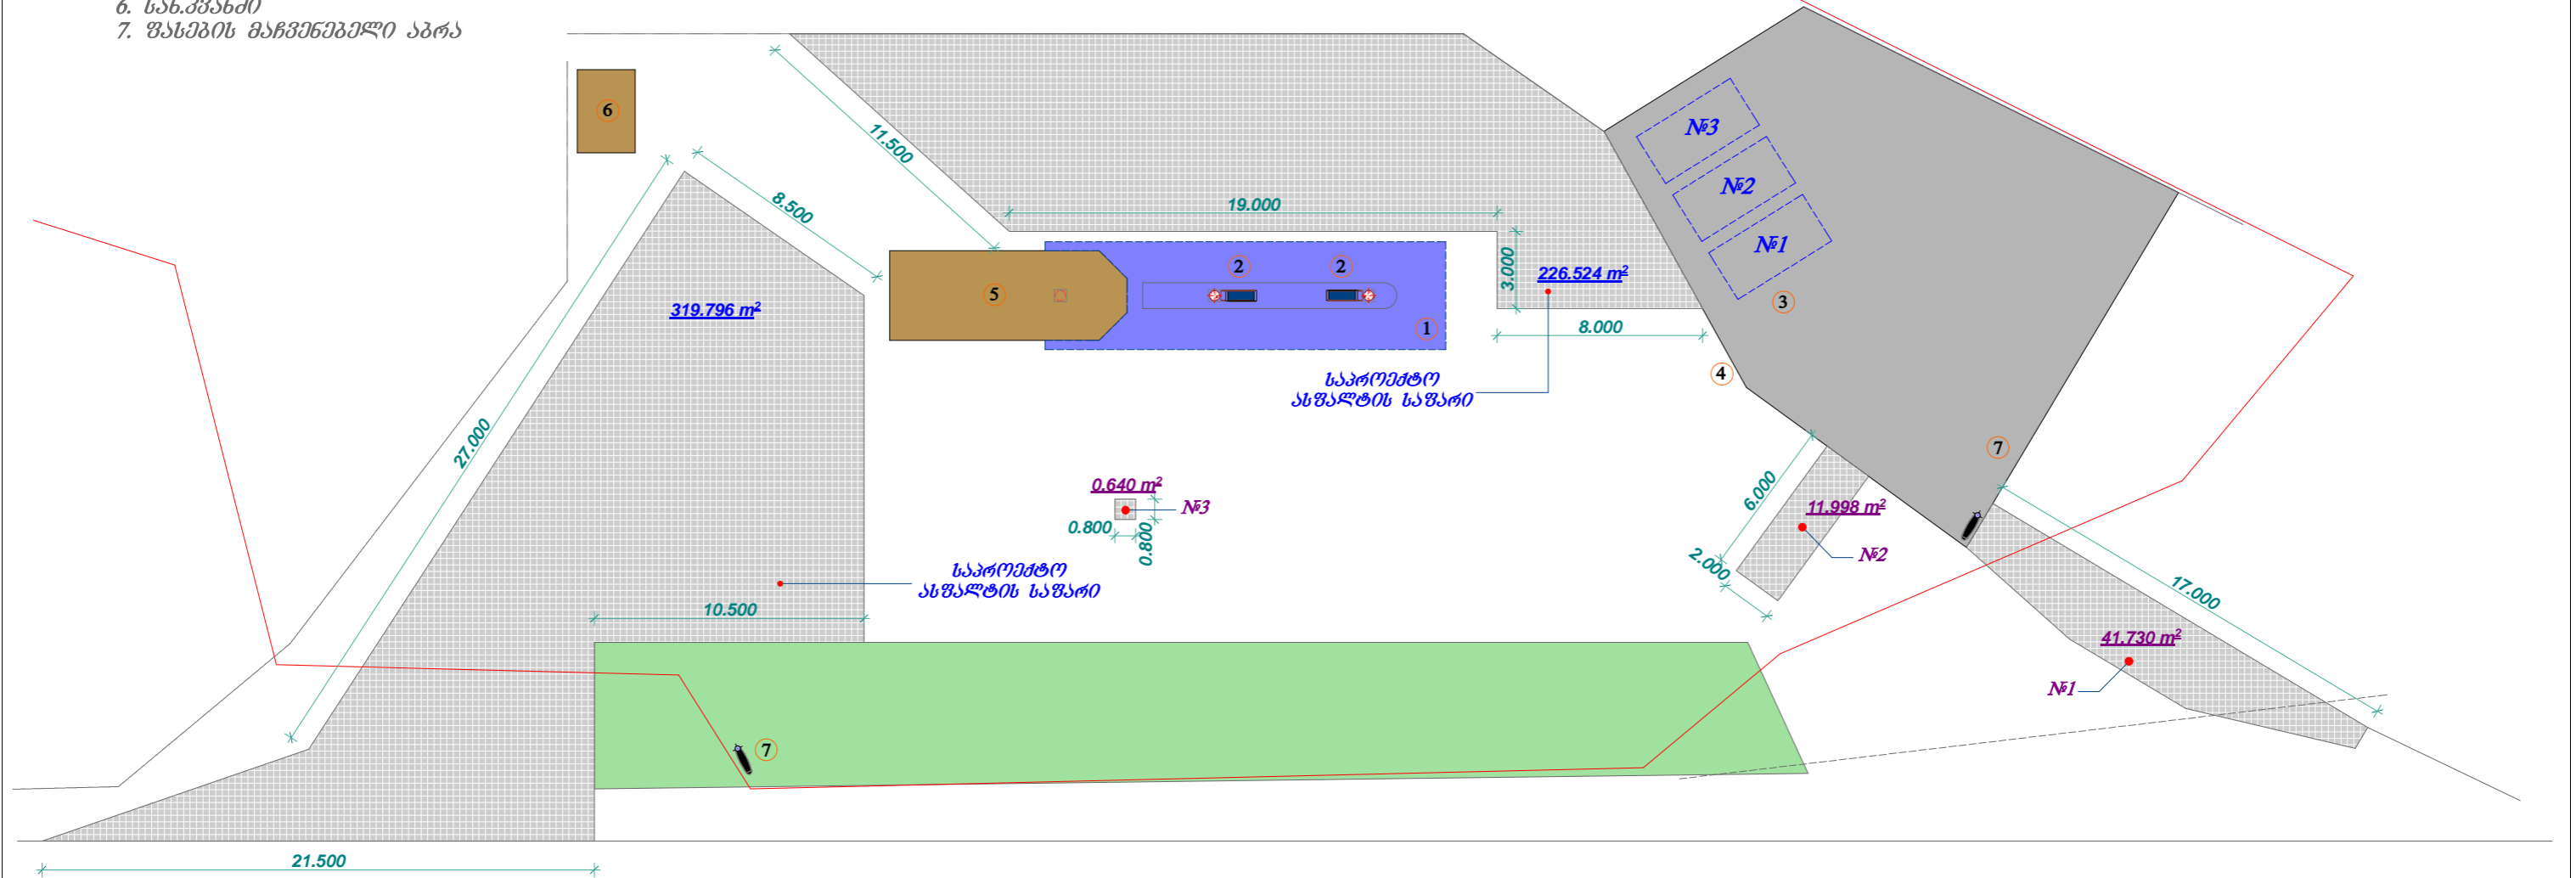 6. სან.კვანძი
7. ფასების მაჩვენებელი აბრა
6
11.500
8.500
19.000
3.000
8.000
№3
№2
№1
3
226.524 m²
319.796 m²
5
2
2
1
4
საპროექტო
ასფალტის საფარი
27.000
7
6.000
0.640 m²
№3
0.800
0.800
11.998 m²
№2
2.000
საპროექტო
ასფალტის საფარი
10.500
17.000
41.730 m²
№1
7
21.500